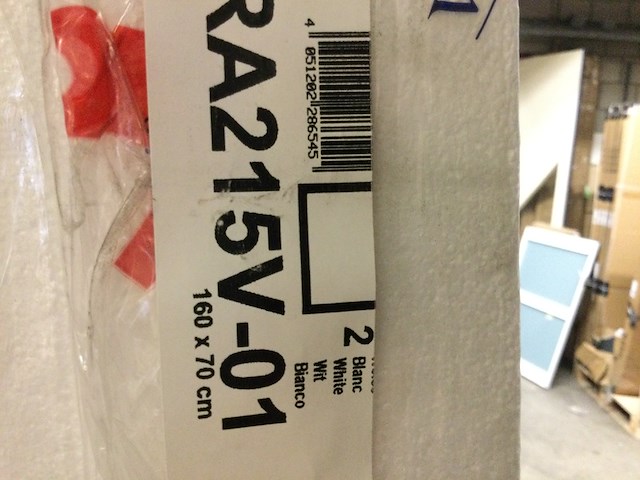 RA215V-01
160 x 70 cm
4 051202 286545
2
Blanc
White
Wit
Bianco